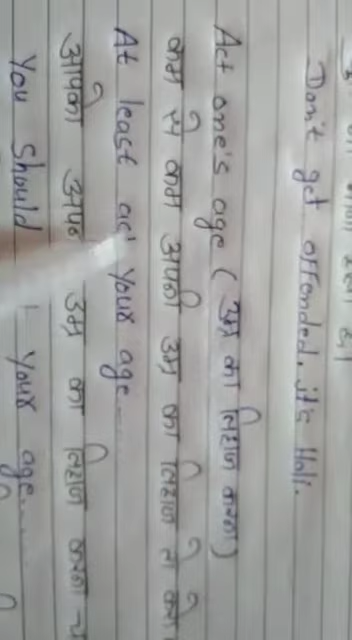 Don't get offended, it's Holi.
Act one's age ( उम्र का लिहाज करना)
कम से कम अपनी उम्र का लिहाज तो करो
At least act your age.....
आपको उम्र का लिहाज करना
You should your age......